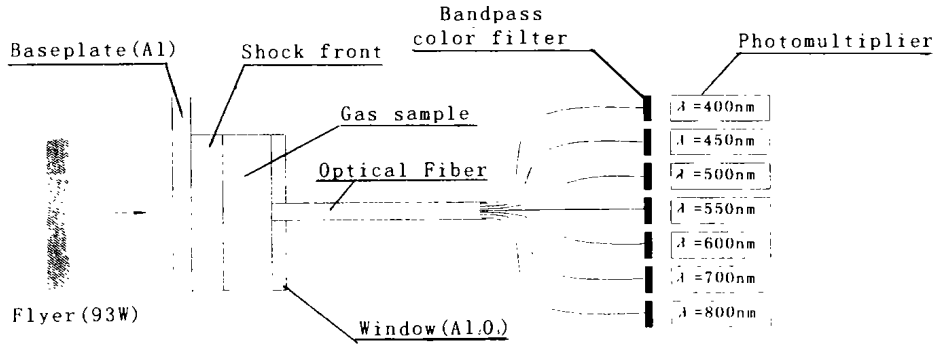 Bandpass
color filter
Photomultiplier
Baseplate(Al)
Shock front
Gas sample
Optical Fiber
λ=400nm
λ=450nm
λ=500nm
λ=550nm
λ=600nm
λ=700nm
λ=800nm
Flyer(93W)
Window(Al₂O₃)